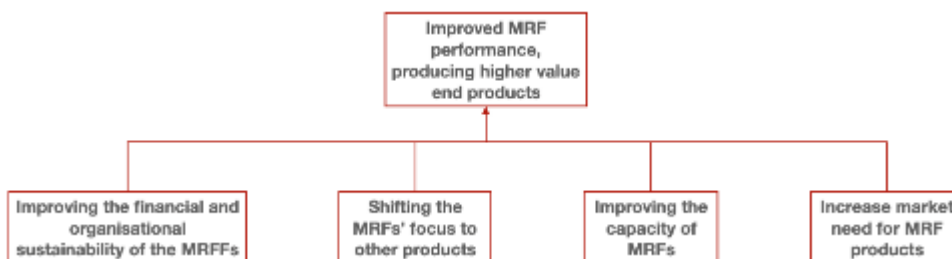 Improved MRF
performance,
producing higher value
end products
Improving the financial and
organisational
sustainability of the MRFFs
Shifting the
MRFs' focus to
other products
Improving the
capacity of
MRFs
Increase market
need for MRF
products